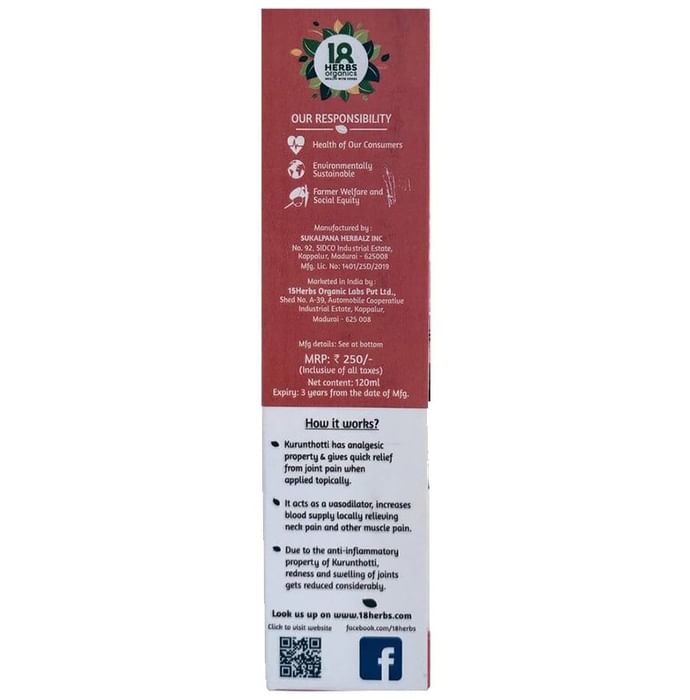 18
HERBS
organics
HEALTH WITH HERBS
OUR RESPONSIBILITY
Health of Our Consumers
Environmentally
Sustainable
Farmer Welfare and
Social Equity
Manufactured by :
SUKALPANA HERBALZ INC
No. 92, SIDCO Industrial Estate,
Kappalur, Madurai - 625008
Mfg. Lic. No: 1401/25D/2019
Marketed in India by :
18Herbs Organic Labs Pvt Ltd.,
Shed No. A-39, Automobile Cooperative
Industrial Estate, Kappalur,
Madurai - 625 008
Mfg details: See at bottom
MRP: ₹ 250/-
(Inclusive of all taxes)
Net content: 120ml
Expiry: 3 years from the date of Mfg.
How it works?
Kurunthotti has analgesic
property & gives quick relief
from joint pain when
applied topically.
It acts as a vasodilator, increases
blood supply locally relieving
neck pain and other muscle pain.
Due to the anti-inflammatory
property of Kurunthotti,
redness and swelling of joints
gets reduced considerably.
Look us up on www.18herbs.com
Click to visit website facebook.com/18herbs
f